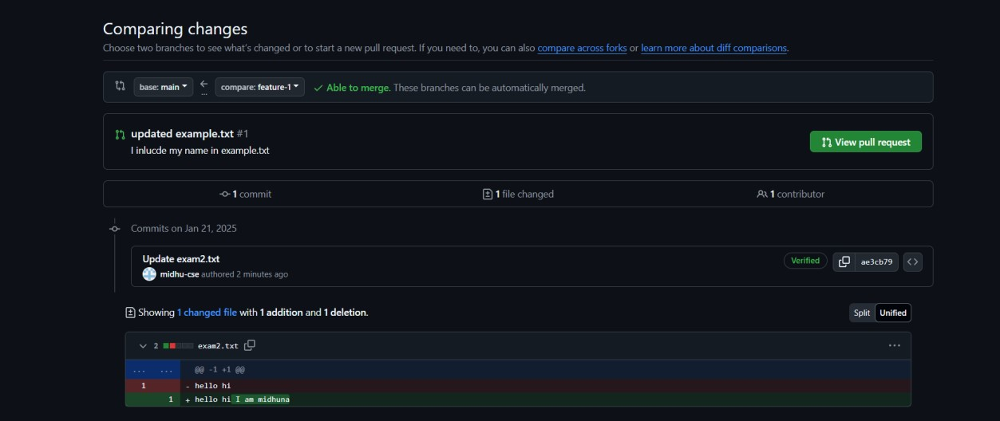 Comparing changes
Choose two branches to see what's changed or to start a new pull request. If you need to, you can also compare across forks or learn more about diff comparisons.
base: main ... compare: feature-1 Able to merge. These branches can be automatically merged.
updated example.txt #1
I inlucde my name in example.txt
View pull request
1 commit 1 file changed 1 contributor
Commits on Jan 21, 2025
Update exam2.txt
midhu-cse authored 2 minutes ago
Verified ae3cb79
Showing 1 changed file with 1 addition and 1 deletion.
Split Unified
2 exam2.txt ...
... ... @@ -1 +1 @@
1 - hello hi
1 + hello hi I am midhuna